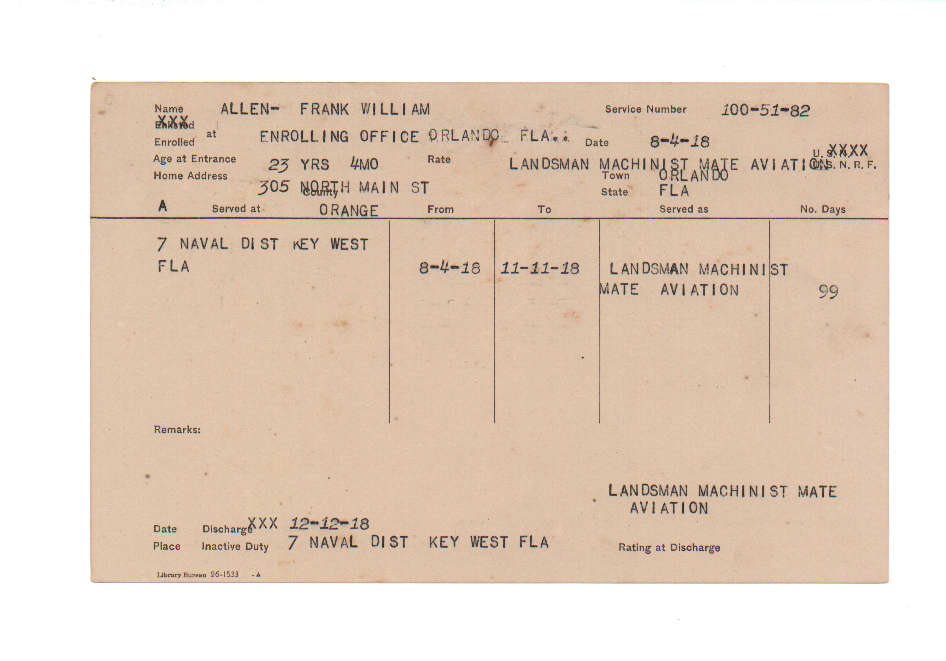 Name ALLEN- FRANK WILLIAM Service Number 100-51-82
XXX
Enlisted
Enrolled at ENROLLING OFFICE ORLANDO FLA.. Date 8-4-18
Age at Entrance 23 YRS 4MO Rate LANDSMAN MACHINIST MATE AVIATION U.S.N. XXXX U.S.N.R.F.
Home Address 305 NORTH MAIN ST Town ORLANDO
County ORANGE State FLA
A Served at From To Served as No. Days
7 NAVAL DIST KEY WEST
FLA 8-4-18 11-11-18 LANDSMAN MACHINIST
MATE AVIATION 99
Remarks:
LANDSMAN MACHINIST MATE
AVIATION
Date Discharge XXX 12-12-18
Place Inactive Duty 7 NAVAL DIST KEY WEST FLA Rating at Discharge
Library Bureau 26-1533 -A